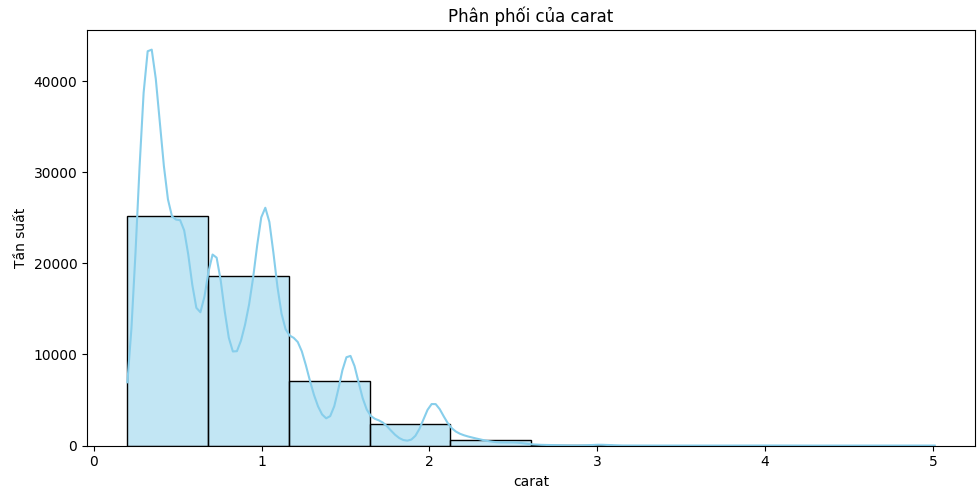 Phân phối của carat
Tần suất
40000
30000
20000
10000
0
0 1 2 3 4 5
carat